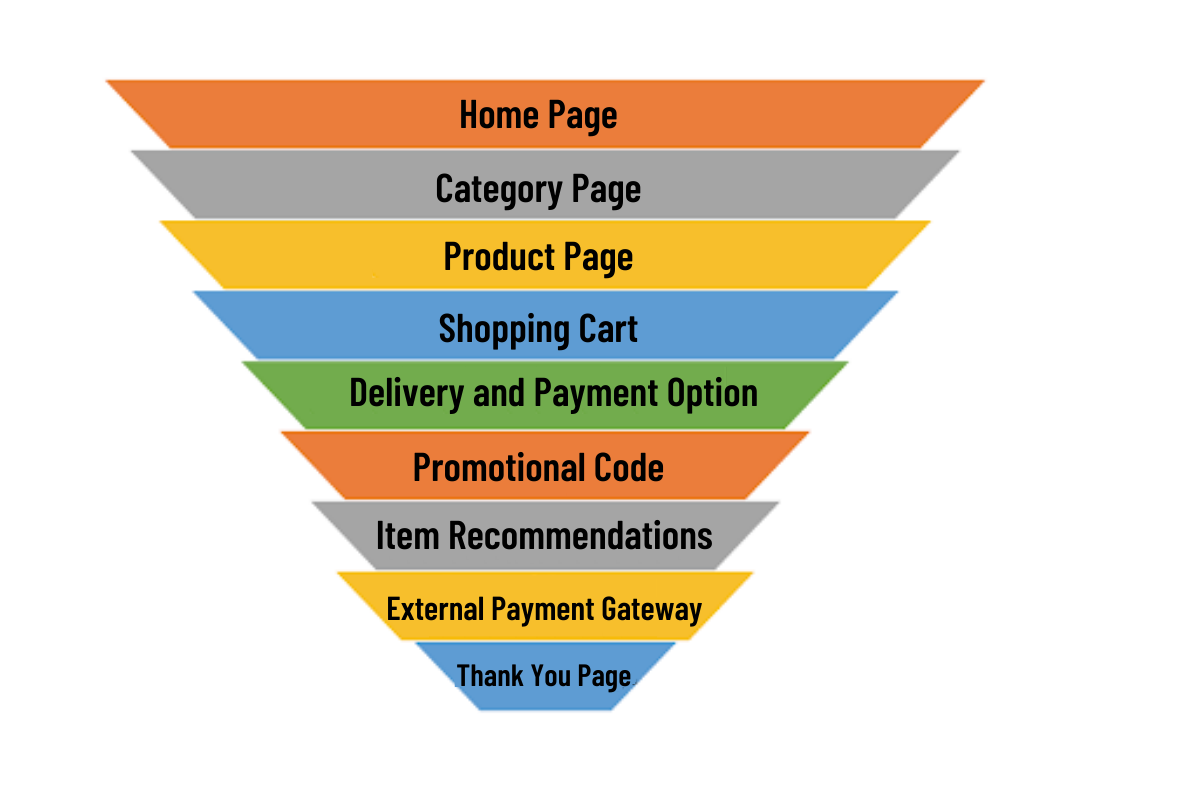 Home Page
Category Page
Product Page
Shopping Cart
Delivery and Payment Option
Promotional Code
Item Recommendations
External Payment Gateway
Thank You Page